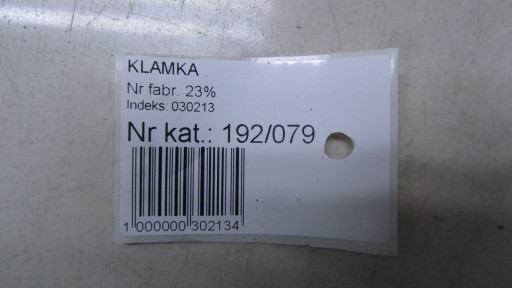 KLAMKA
Nr fabr. 23%
Indeks: 030213
Nr kat.: 192/079
1 000000 302134